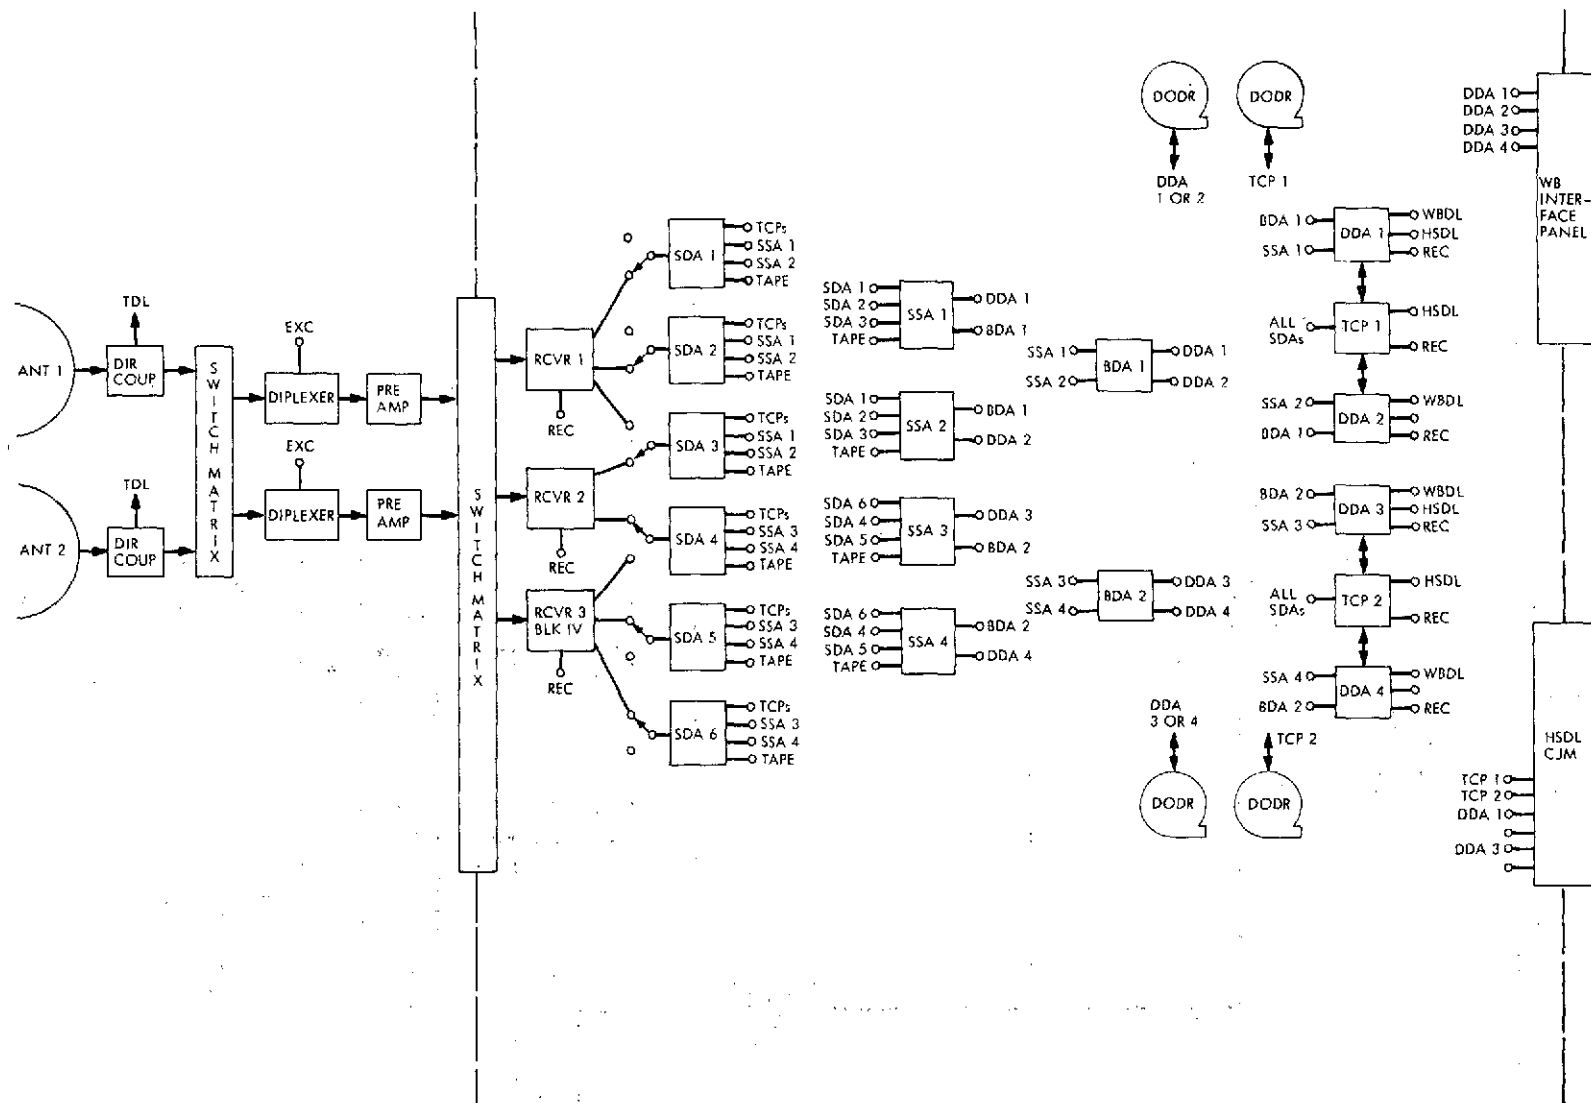 ANT 1
TDL
DIR
COUP
ANT 2
TDL
DIR
COUP
SWITCH MATRIX
EXC
DIPLEXER
PRE
AMP
EXC
DIPLEXER
PRE
AMP
SWITCH MATRIX
RCVR 1
REC
RCVR 2
REC
RCVR 3
BLK IV
REC
SDA 1
TCPs
SSA 1
SSA 2
TAPE
SDA 2
TCPs
SSA 1
SSA 2
TAPE
SDA 3
TCPs
SSA 1
SSA 2
TAPE
SDA 4
TCPs
SSA 3
SSA 4
TAPE
SDA 5
TCPs
SSA 3
SSA 4
TAPE
SDA 6
TCPs
SSA 3
SSA 4
TAPE
SDA 1
SDA 2
SDA 3
TAPE
SSA 1
DDA 1
BDA 1
SDA 1
SDA 2
SDA 3
TAPE
SSA 2
BDA 1
DDA 2
SDA 6
SDA 4
SDA 5
TAPE
SSA 3
DDA 3
BDA 2
SDA 6
SDA 4
SDA 5
TAPE
SSA 4
BDA 2
DDA 4
SSA 1
SSA 2
BDA 1
DDA 1
DDA 2
SSA 3
SSA 4
BDA 2
DDA 3
DDA 4
DODR
DDA
1 OR 2
DODR
TCP 1
BDA 1
SSA 1
DDA 1
WBDL
HSDL
REC
ALL
SDAs
TCP 1
HSDL
REC
SSA 2
BDA 1
DDA 2
WBDL
REC
BDA 2
SSA 3
DDA 3
WBDL
HSDL
REC
ALL
SDAs
TCP 2
HSDL
REC
SSA 4
BDA 2
DDA 4
WBDL
REC
DDA
3 OR 4
DODR
TCP 2
DODR
DDA 1
DDA 2
DDA 3
DDA 4
WB
INTER-
FACE
PANEL
HSDL
CJM
TCP 1
TCP 2
DDA 1
DDA 3